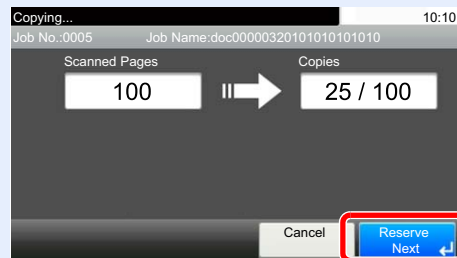 Copying... 10:10
Job No.:0005 Job Name:doc00000320101010101010
Scanned Pages Copies
100 25 / 100
Cancel Reserve
Next